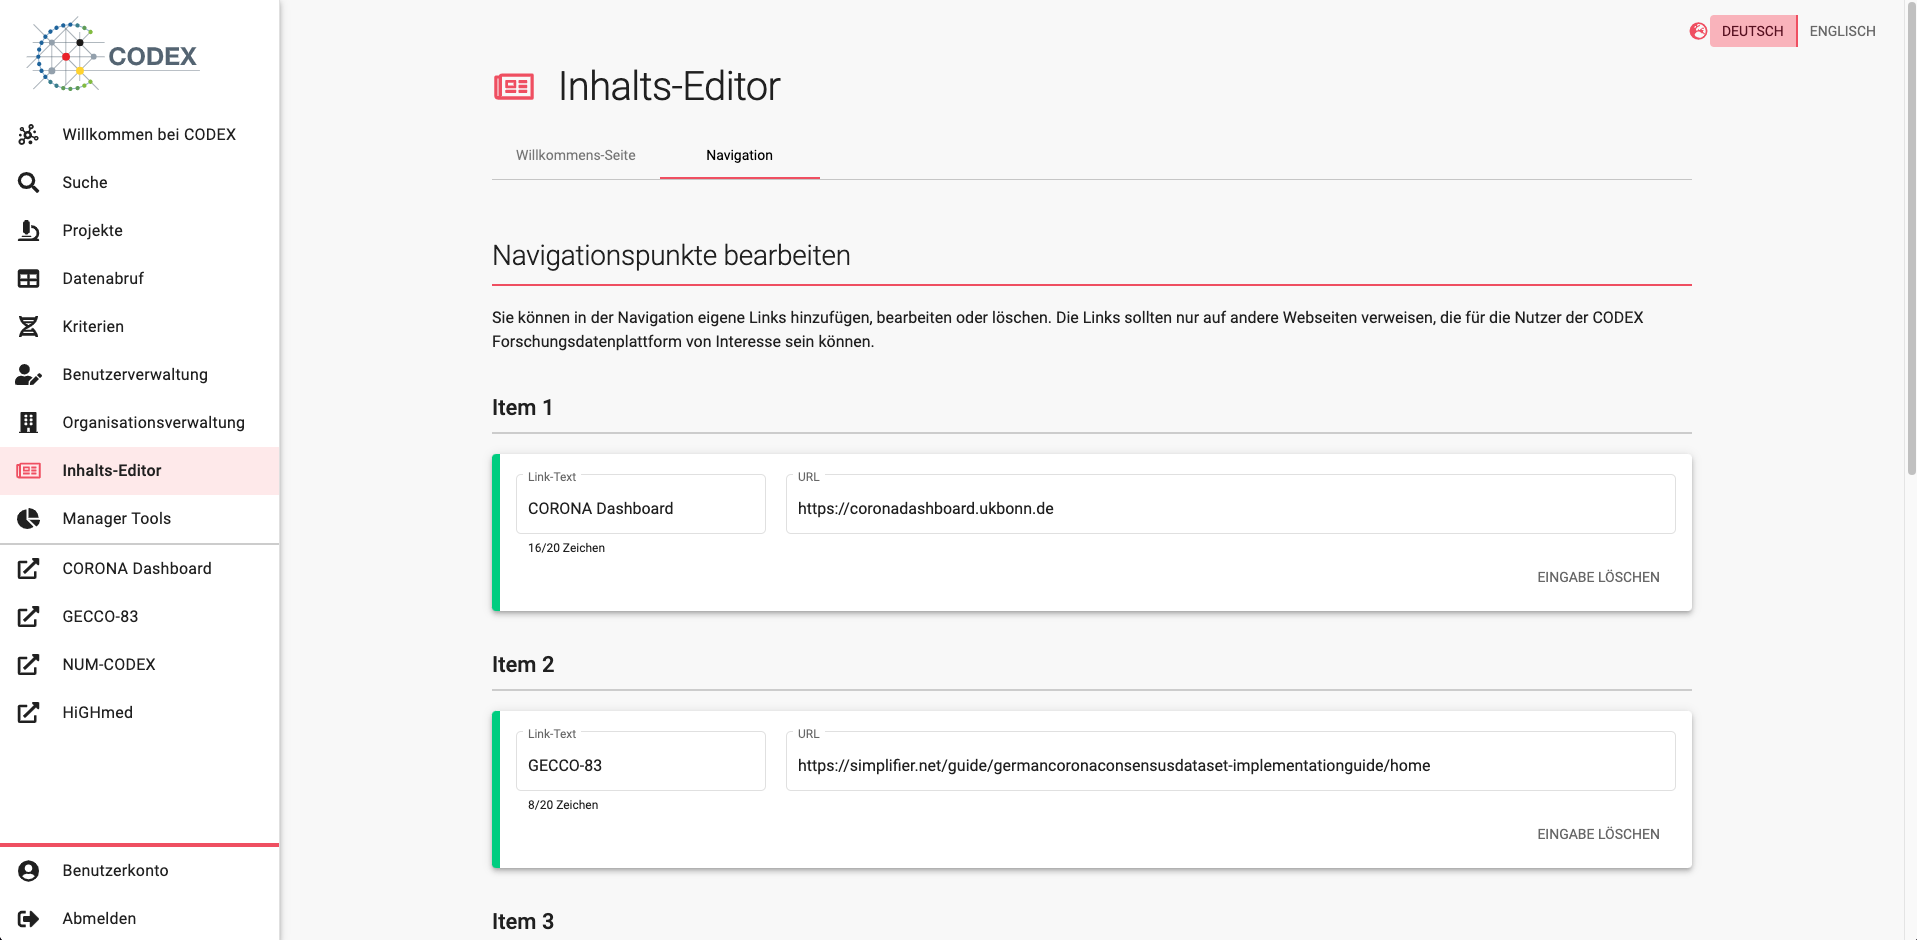 CODEX
Willkommen bei CODEX
Suche
Projekte
Datenabruf
Kriterien
Benutzerverwaltung
Organisationsverwaltung
Inhalts-Editor
Manager Tools
CORONA Dashboard
GECCO-83
NUM-CODEX
HiGHmed
Benutzerkonto
Abmelden
DEUTSCH
ENGLISCH
Inhalts-Editor
Willkommens-Seite
Navigation
Navigationspunkte bearbeiten
Sie können in der Navigation eigene Links hinzufügen, bearbeiten oder löschen. Die Links sollten nur auf andere Webseiten verweisen, die für die Nutzer der CODEX
Forschungsdatenplattform von Interesse sein können.
Item 1
Link-Text
CORONA Dashboard
16/20 Zeichen
URL
https://coronadashboard.ukbonn.de
EINGABE LÖSCHEN
Item 2
Link-Text
GECCO-83
8/20 Zeichen
URL
https://simplifier.net/guide/germancoronaconsensusdataset-implementationguide/home
EINGABE LÖSCHEN
Item 3